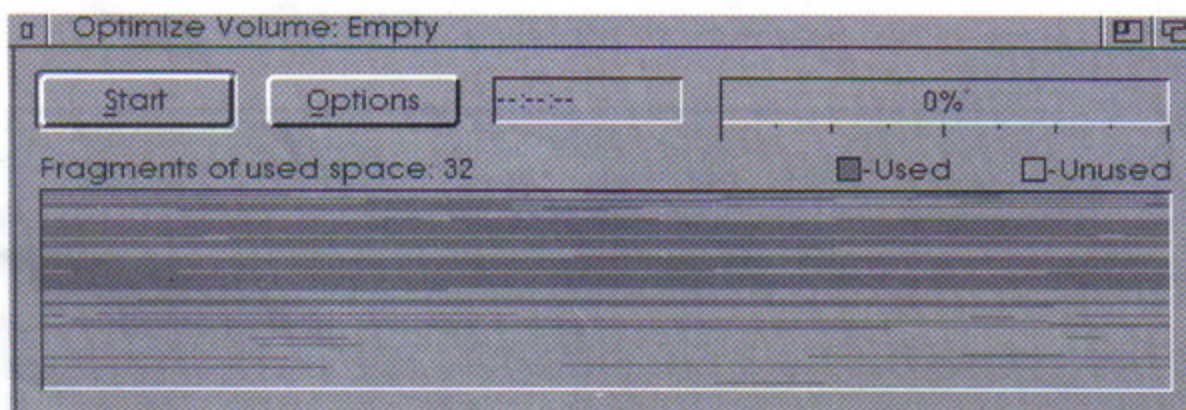 Optimize Volume: Empty
Start
Options
--:--:--
0%
Fragments of used space: 32
-Used
-Unused